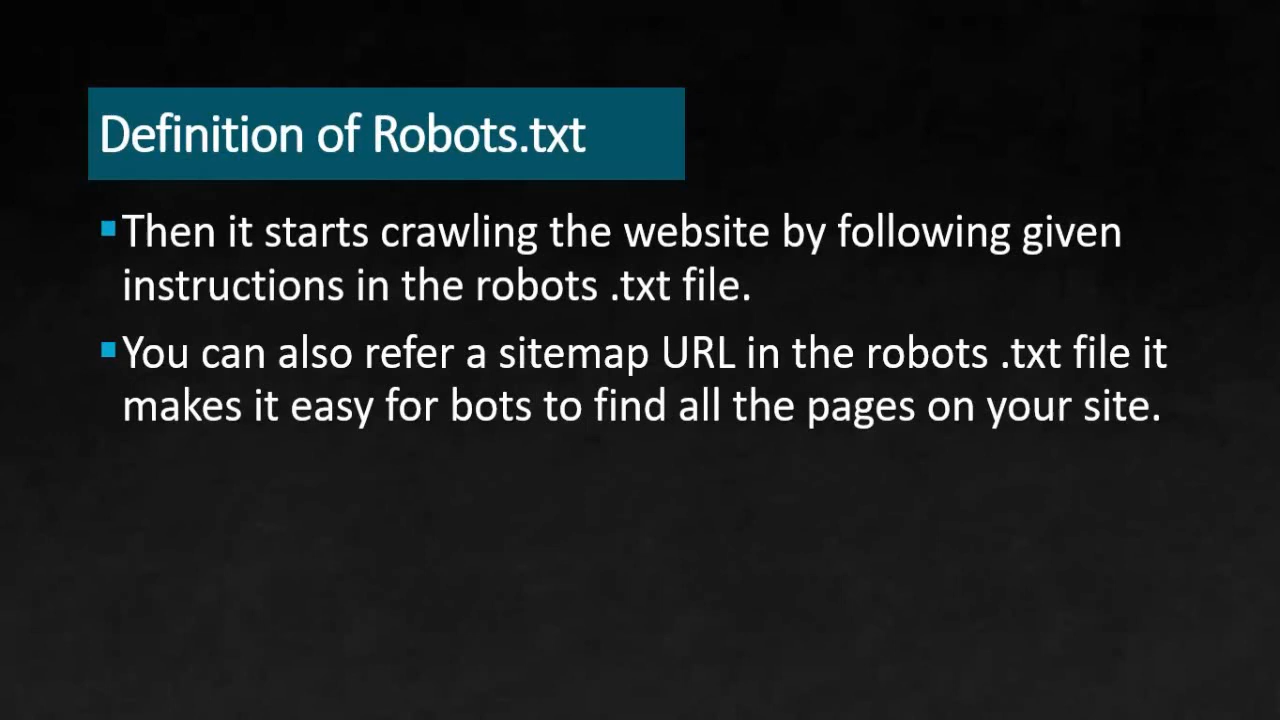 Definition of Robots.txt
Then it starts crawling the website by following given
instructions in the robots .txt file.
You can also refer a sitemap URL in the robots .txt file it
makes it easy for bots to find all the pages on your site.